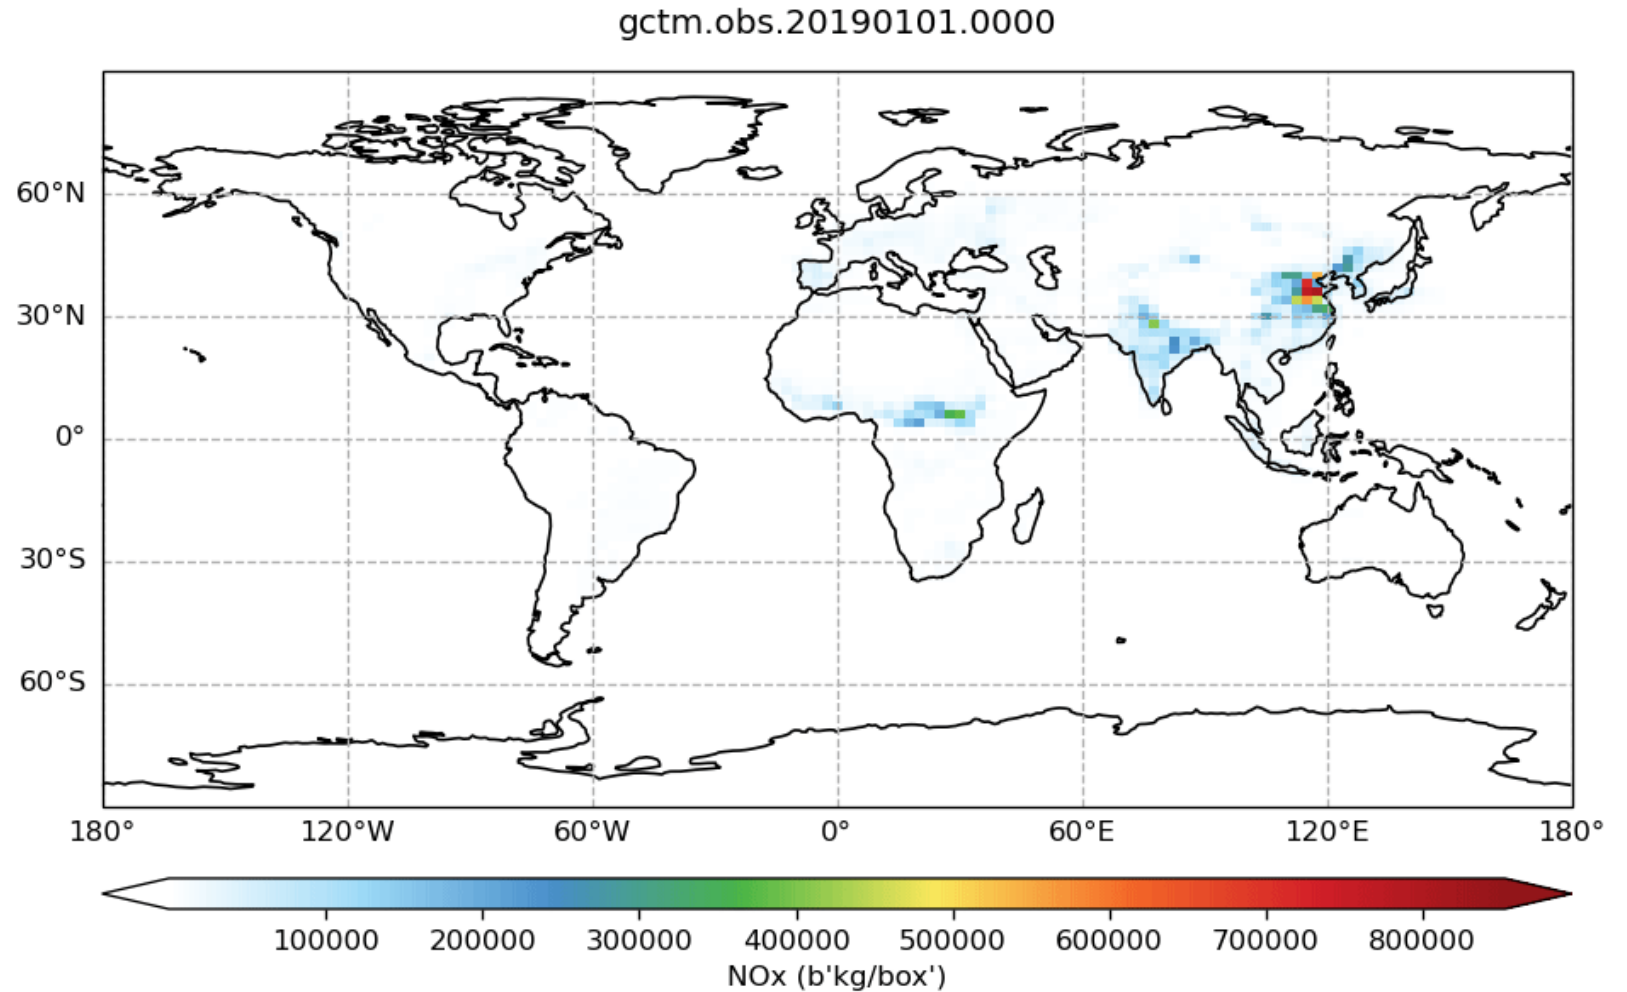 gctm.obs.20190101.0000
60°N
30°N
0°
30°S
60°S
180° 120°W 60°W 0° 60°E 120°E 180°
100000 200000 300000 400000 500000 600000 700000 800000
NOx (b'kg/box')